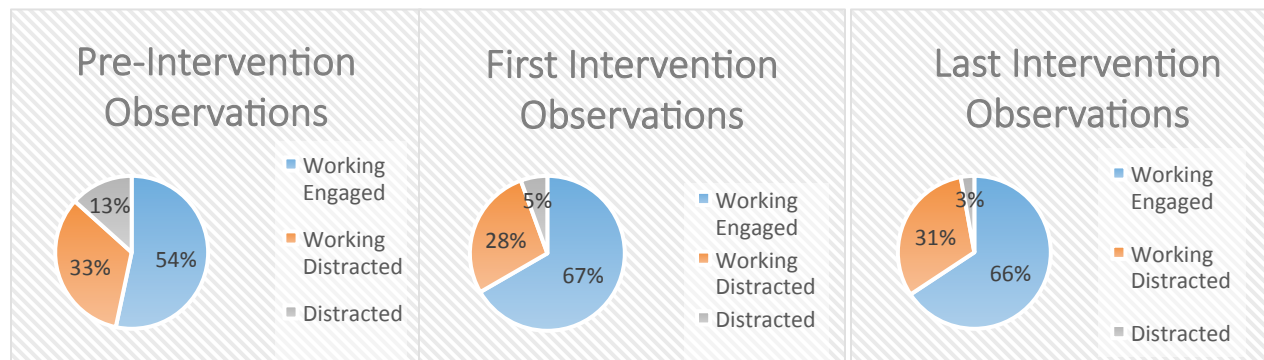 Pre-Intervention
Observations
Working
Engaged
13%
Working
Distracted
33%
54%
Distracted
First Intervention
Observations
Working
Engaged
5%
28%
Working
Distracted
67%
Distracted
Last Intervention
Observations
Working
Engaged
3%
31%
Working
Distracted
66%
Distracted